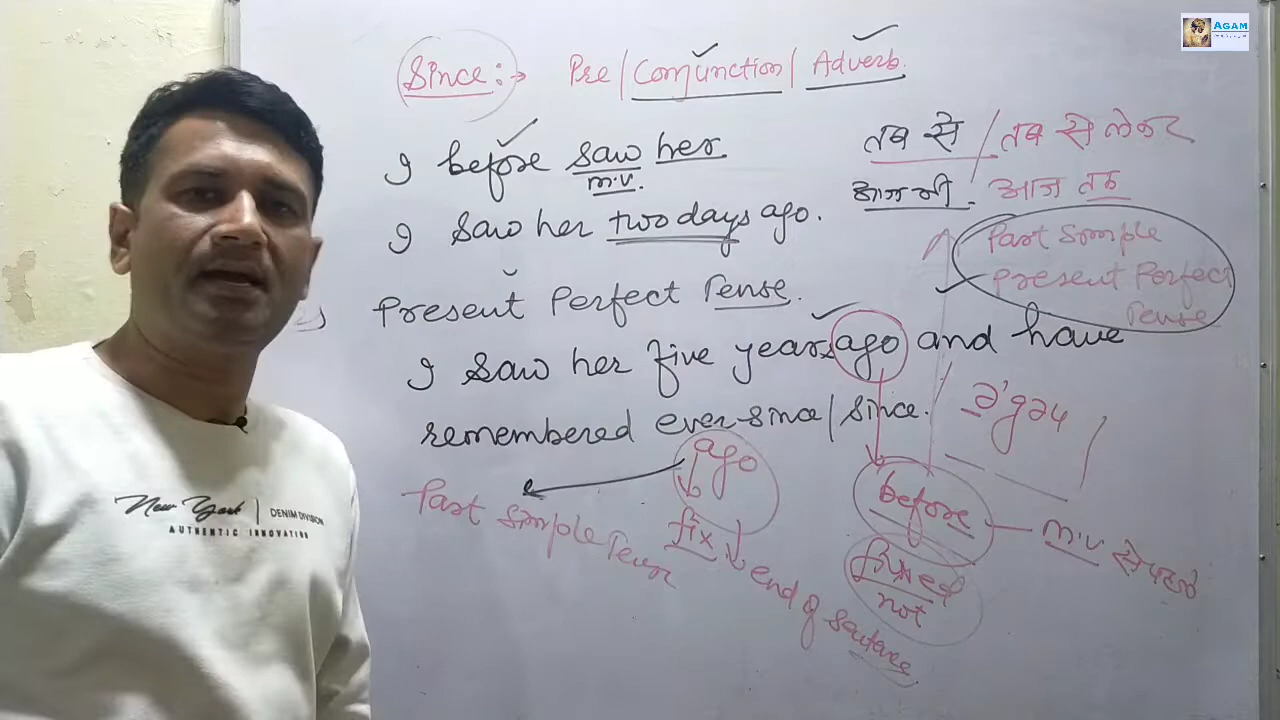 AGAM
Since:→ Pre/Conjunction/Adverb.
I before saw her
m.v.
तब से / तब से लेकर
आज भी. आज तक
I saw her two days ago.
Past Simple
Present Perfect
Tense
Present Perfect Tense.
I saw her five years ago and have
remembered ever since/since.
ago
before – m.v से पहले
Past Simple Tense
fix
end of sentence
fixed
not
New York | DENIM DIVISION
AUTHENTIC INNOVATION